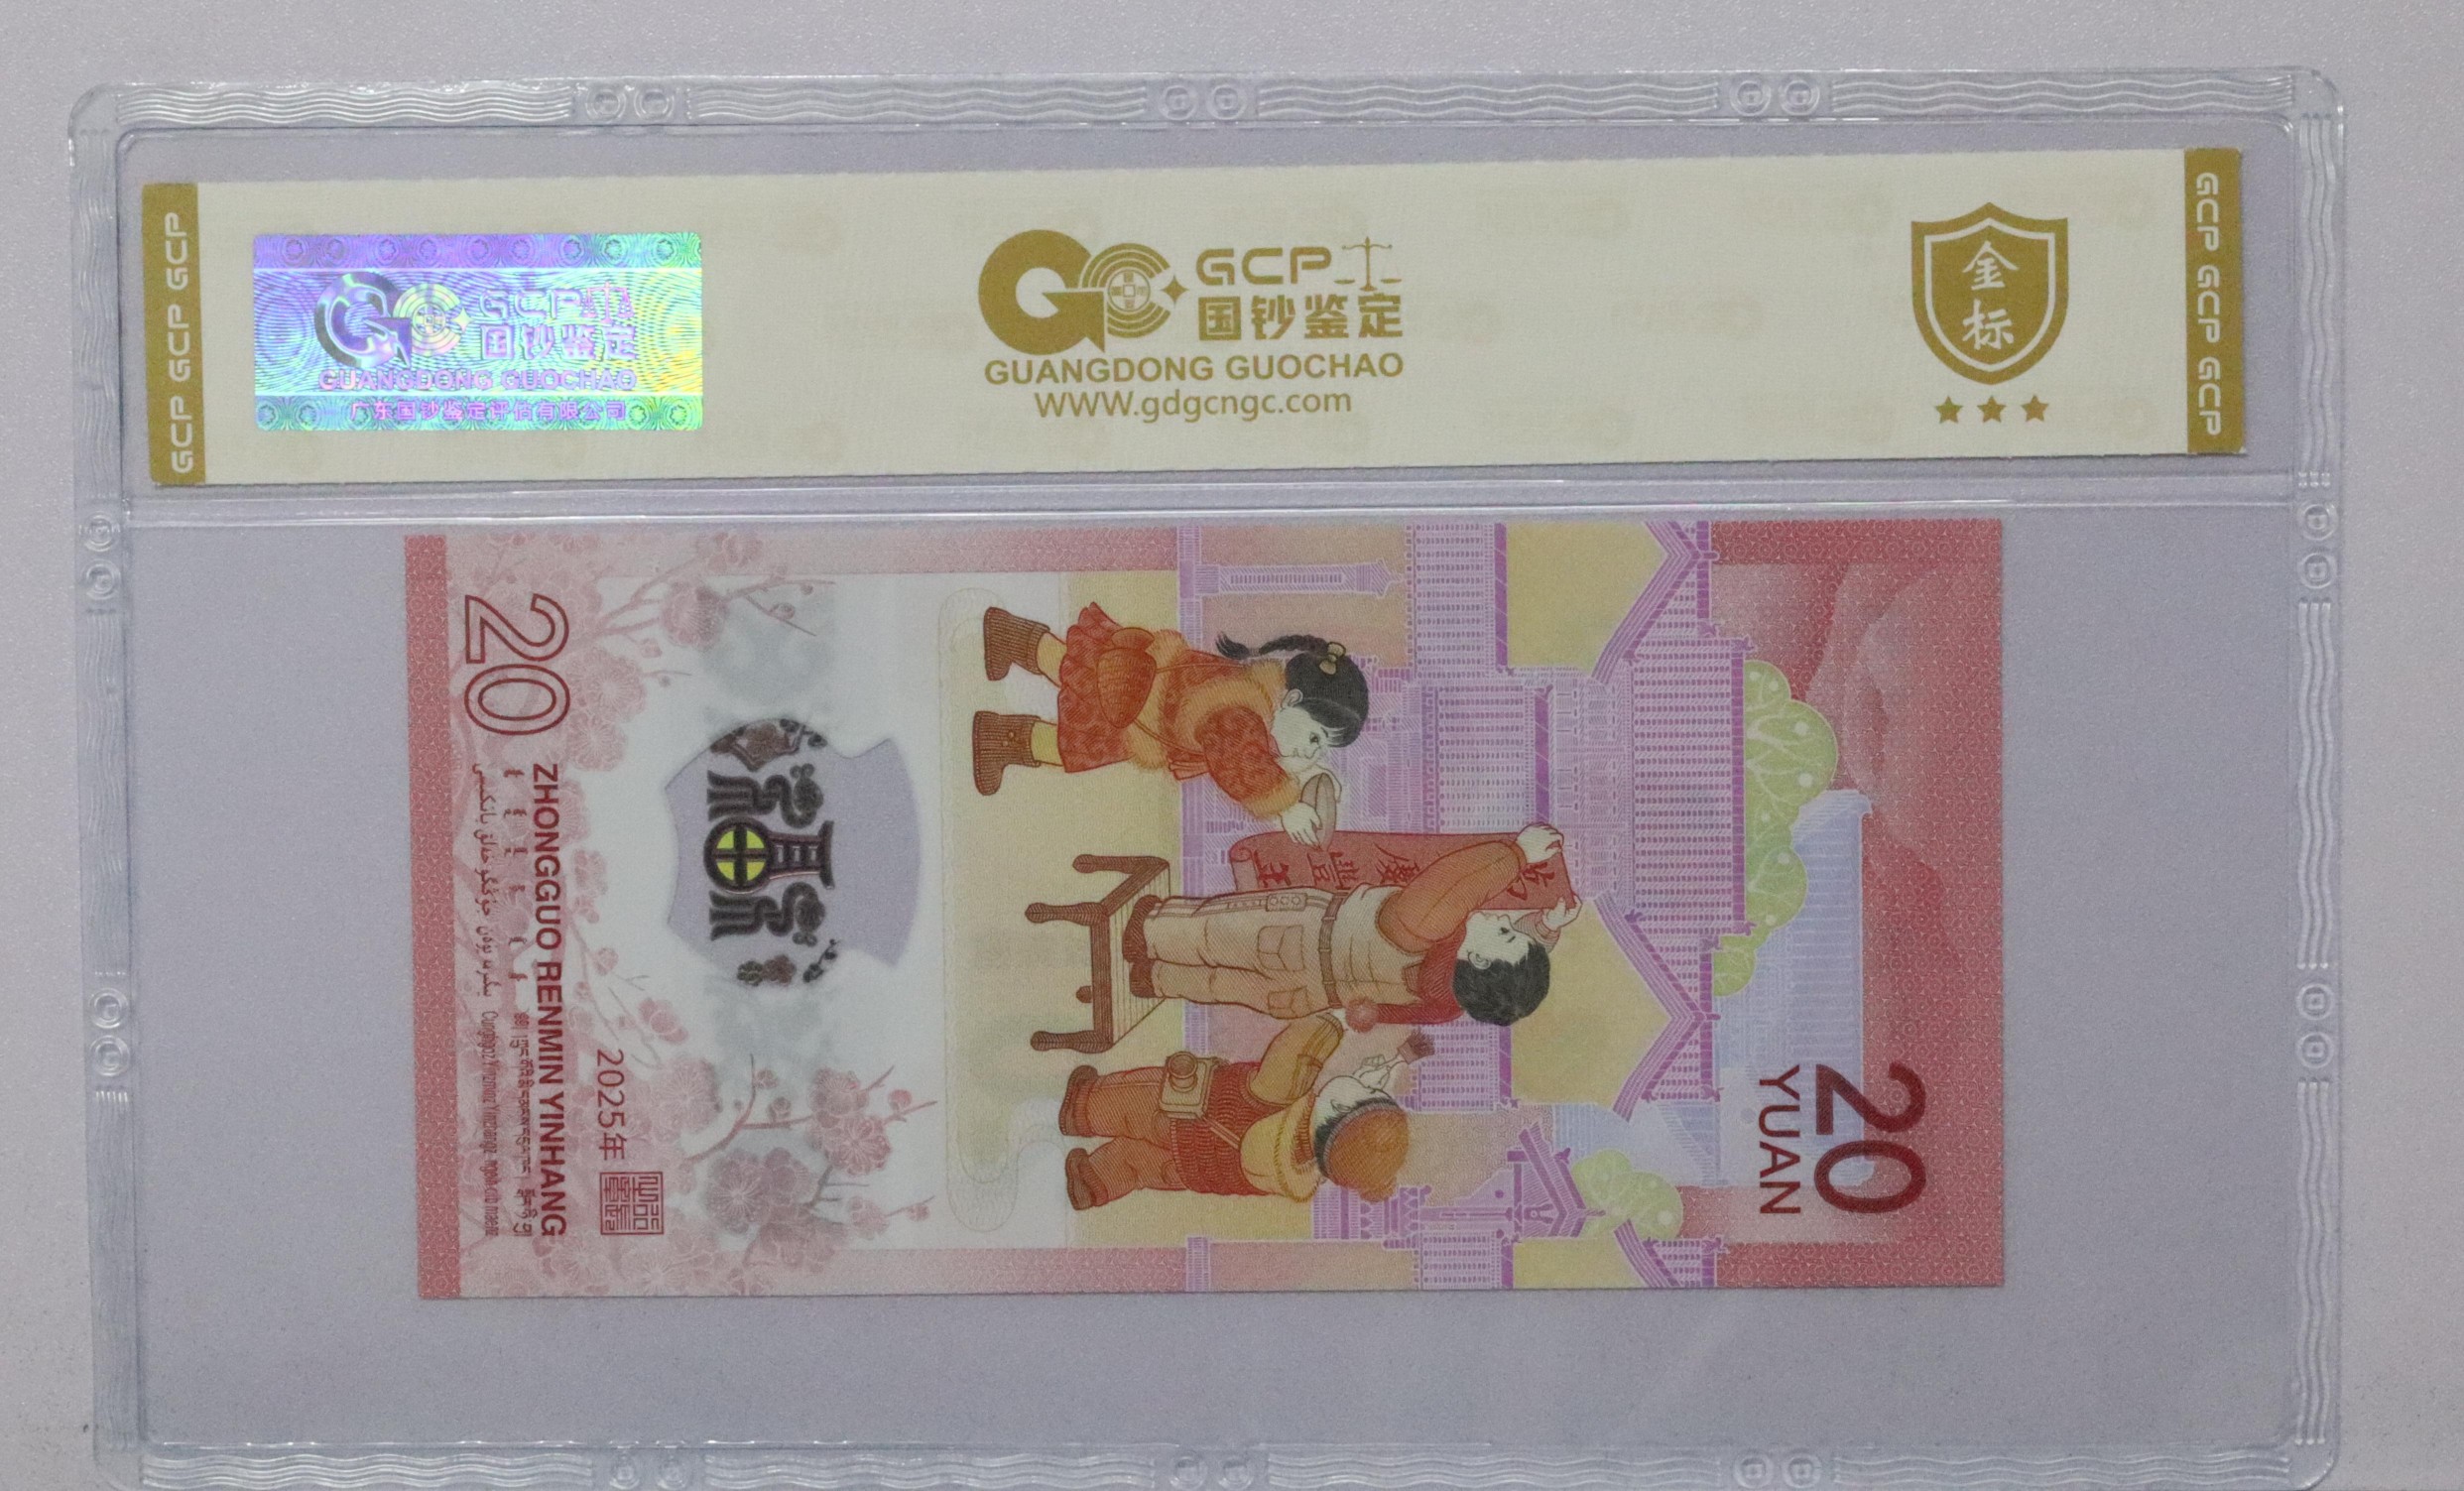 GCP GCP GCP
GCP
国钞鉴定
GUANGDONG GUOCHAO
广东国钞鉴定评估有限公司
GCP
国钞鉴定
GUANGDONG GUOCHAO
www.gdgcngc.com
金标
GCP GCP GCP
20
ZHONGGUO RENMIN YINHANG
2025年
20
YUAN